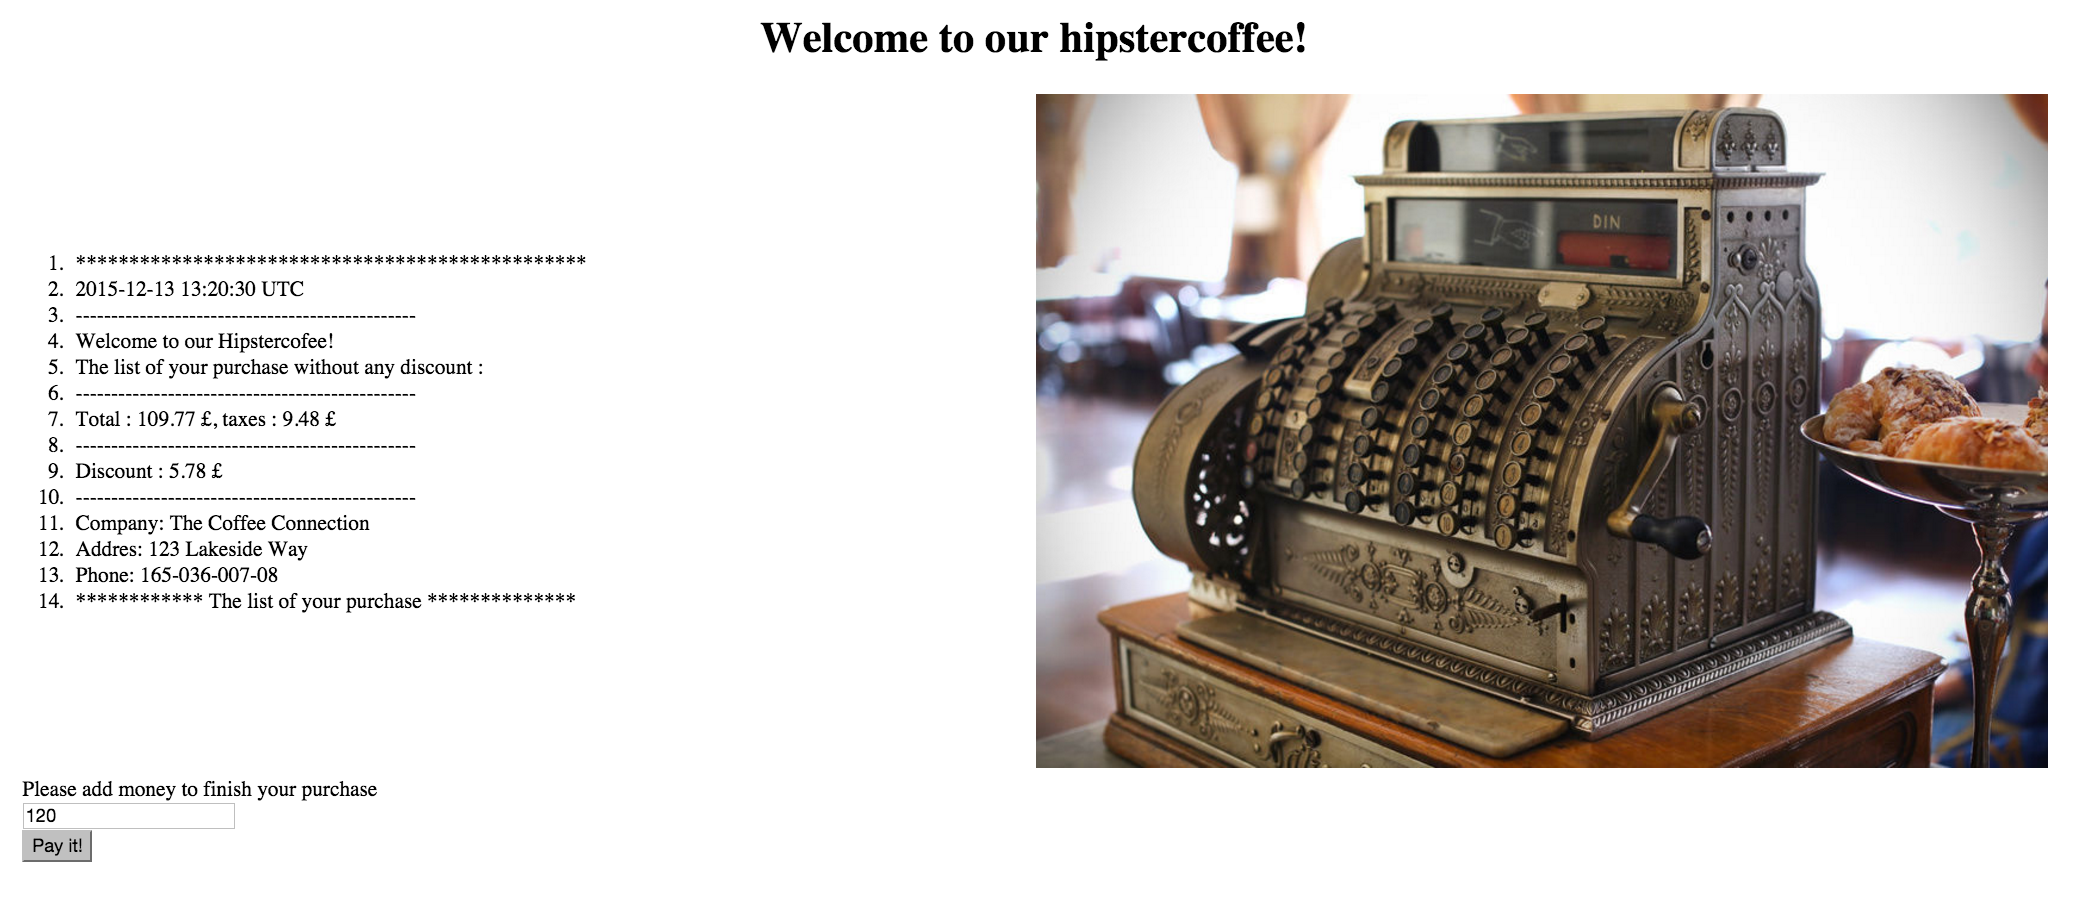 Welcome to our hipstercoffee!
1. ************************************************
2. 2015-12-13 13:20:30 UTC
3. ------------------------------------------------
4. Welcome to our Hipstercofee!
5. The list of your purchase without any discount :
6. ------------------------------------------------
7. Total : 109.77 £, taxes : 9.48 £
8. ------------------------------------------------
9. Discount : 5.78 £
10. ------------------------------------------------
11. Company: The Coffee Connection
12. Addres: 123 Lakeside Way
13. Phone: 165-036-007-08
14. ************ The list of your purchase **************
DIN
Please add money to finish your purchase
120
Pay it!